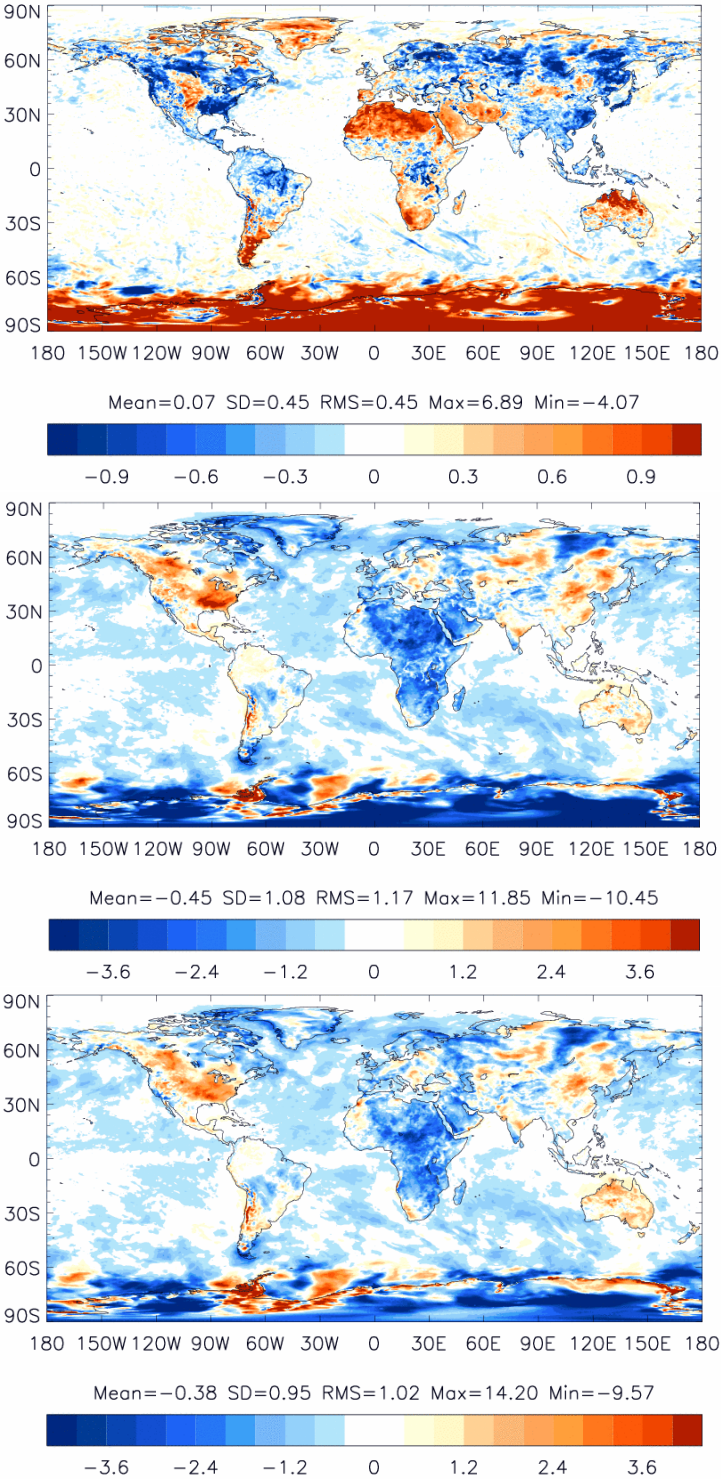 90N
60N
30N
0
30S
60S
90S
180 150W 120W 90W 60W 30W 0 30E 60E 90E 120E 150E 180
Mean=0.07 SD=0.45 RMS=0.45 Max=6.89 Min=−4.07
−0.9 −0.6 −0.3 0 0.3 0.6 0.9
90N
60N
30N
0
30S
60S
90S
180 150W 120W 90W 60W 30W 0 30E 60E 90E 120E 150E 180
Mean=−0.45 SD=1.08 RMS=1.17 Max=11.85 Min=−10.45
−3.6 −2.4 −1.2 0 1.2 2.4 3.6
90N
60N
30N
0
30S
60S
90S
180 150W 120W 90W 60W 30W 0 30E 60E 90E 120E 150E 180
Mean=−0.38 SD=0.95 RMS=1.02 Max=14.20 Min=−9.57
−3.6 −2.4 −1.2 0 1.2 2.4 3.6